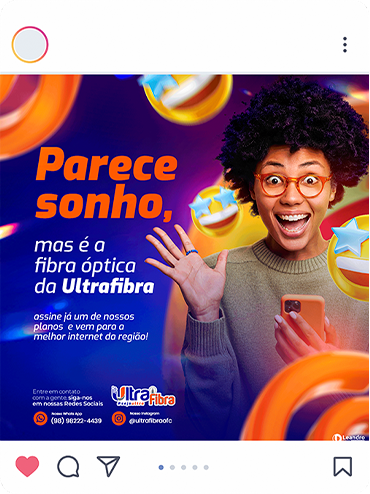 Parece
sonho,
mas é a
fibra óptica
da Ultrafibra
assine já um de nossos
planos e vem para a
melhor internet da região!
Entre em contato
com a gente siga-nos
em nossas Redes Sociais
Ultra
Fibra
Nosso Whats App
(98) 98222-4439
Nosso Instagram
@ultrafibraofc
Leandro